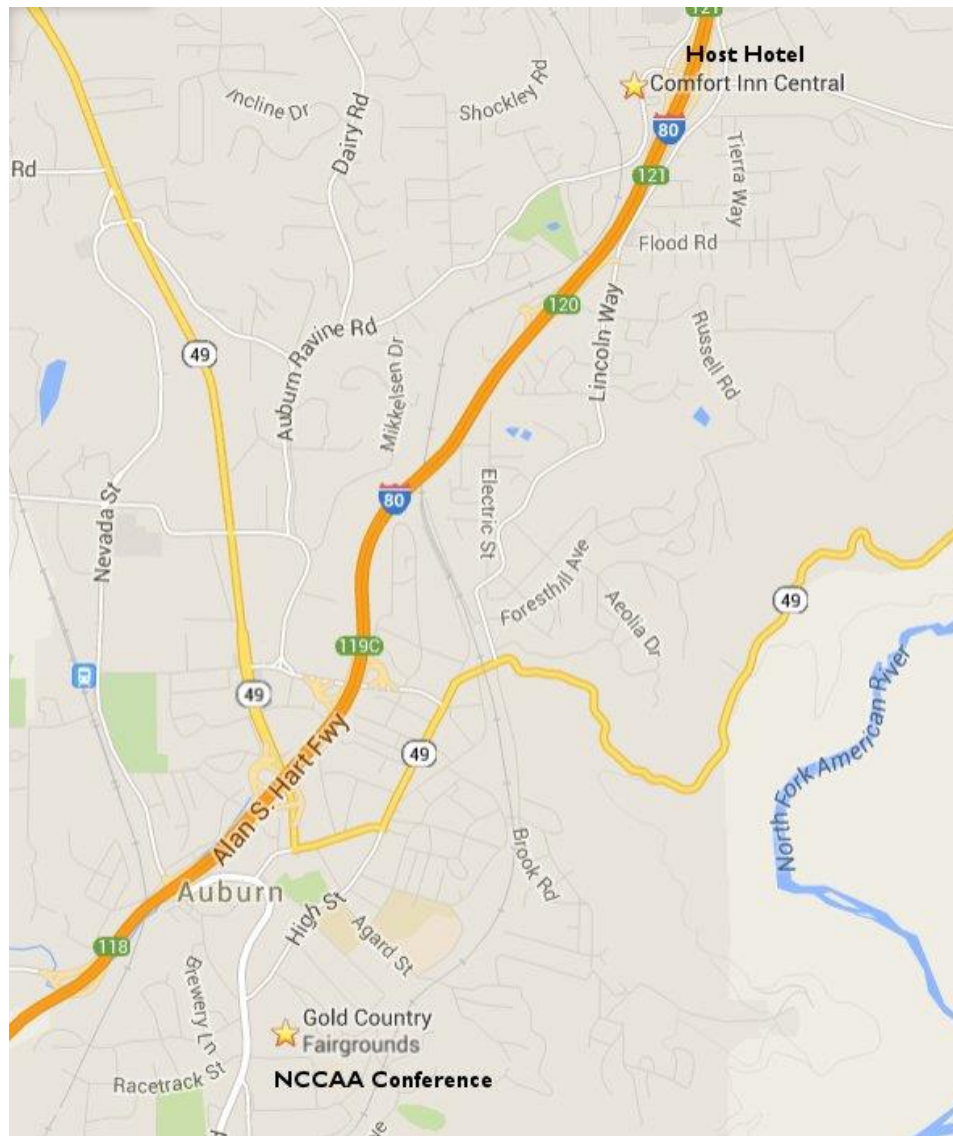 121
Host Hotel
Comfort Inn Central
Incline Dr
Dairy Rd
Shockley Rd
80
Rd
121
Tierra Way
Flood Rd
120
Lincoln Way
Russell Rd
49
Auburn Ravine Rd
Mikkelsen Dr
80
Electric St
Nevada St
Foresthill Ave
Aeolia Dr
49
119C
49
49
North Fork American River
Alan S. Hart Fwy
Brook Rd
Auburn
High St
Agard St
118
Brewery Ln
Gold Country
Fairgrounds
Racetrack St
NCCAA Conference